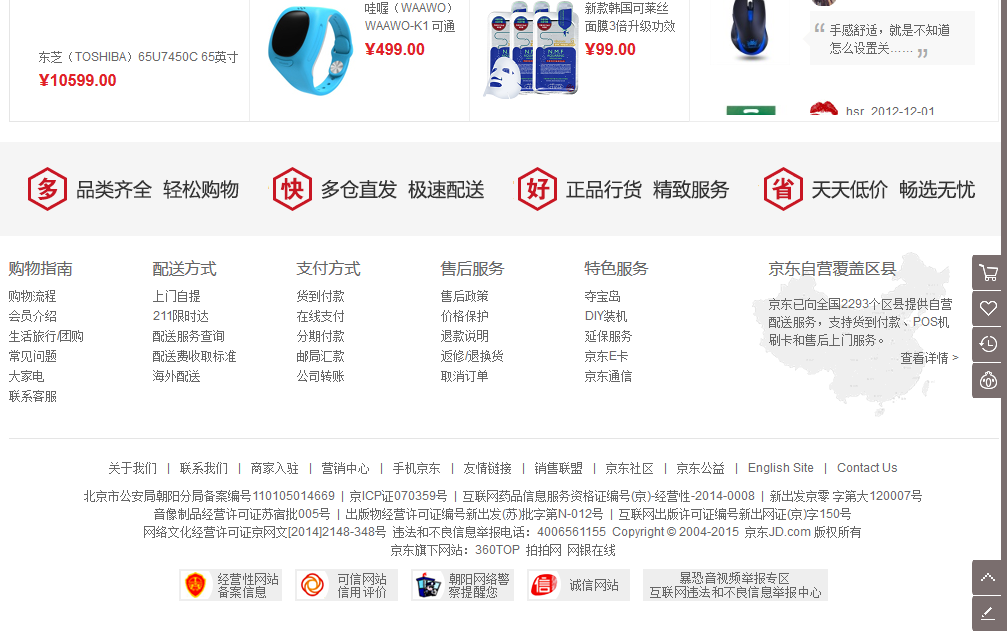 东芝（TOSHIBA）65U7450C 65英寸
¥10599.00
哇喔（WAAWO）
WAAWO-K1 可通
¥499.00
新款韩国可莱丝
面膜3倍升级功效
¥99.00
“ 手感舒适，就是不知道
怎么设置关…… ”
hsr 2012-12-01
多 品类齐全 轻松购物
快 多仓直发 极速配送
好 正品行货 精致服务
省 天天低价 畅选无忧
购物指南
购物流程
会员介绍
生活旅行/团购
常见问题
大家电
联系客服
配送方式
上门自提
211限时达
配送服务查询
配送费收取标准
海外配送
支付方式
货到付款
在线支付
分期付款
邮局汇款
公司转账
售后服务
售后政策
价格保护
退款说明
返修/退换货
取消订单
特色服务
夺宝岛
DIY装机
延保服务
京东E卡
京东通信
京东自营覆盖区县
京东已向全国2293个区县提供自营
配送服务，支持货到付款、POS机
刷卡和售后上门服务。
查看详情 >
关于我们 | 联系我们 | 商家入驻 | 营销中心 | 手机京东 | 友情链接 | 销售联盟 | 京东社区 | 京东公益 | English Site | Contact Us
北京市公安局朝阳分局备案编号110105014669 | 京ICP证070359号 | 互联网药品信息服务资格证编号(京)-经营性-2014-0008 | 新出发京零 字第大120007号
音像制品经营许可证苏宿批005号 | 出版物经营许可证编号新出发(苏)批字第N-012号 | 互联网出版许可证编号新出网证(京)字150号
网络文化经营许可证京网文[2014]2148-348号 违法和不良信息举报电话：4006561155 Copyright © 2004-2015 京东JD.com 版权所有
京东旗下网站：360TOP 拍拍网 网银在线
经营性网站
备案信息
可信网站
信用评价
朝阳网络警
察提醒您
诚信网站
暴恐音视频举报专区
互联网违法和不良信息举报中心